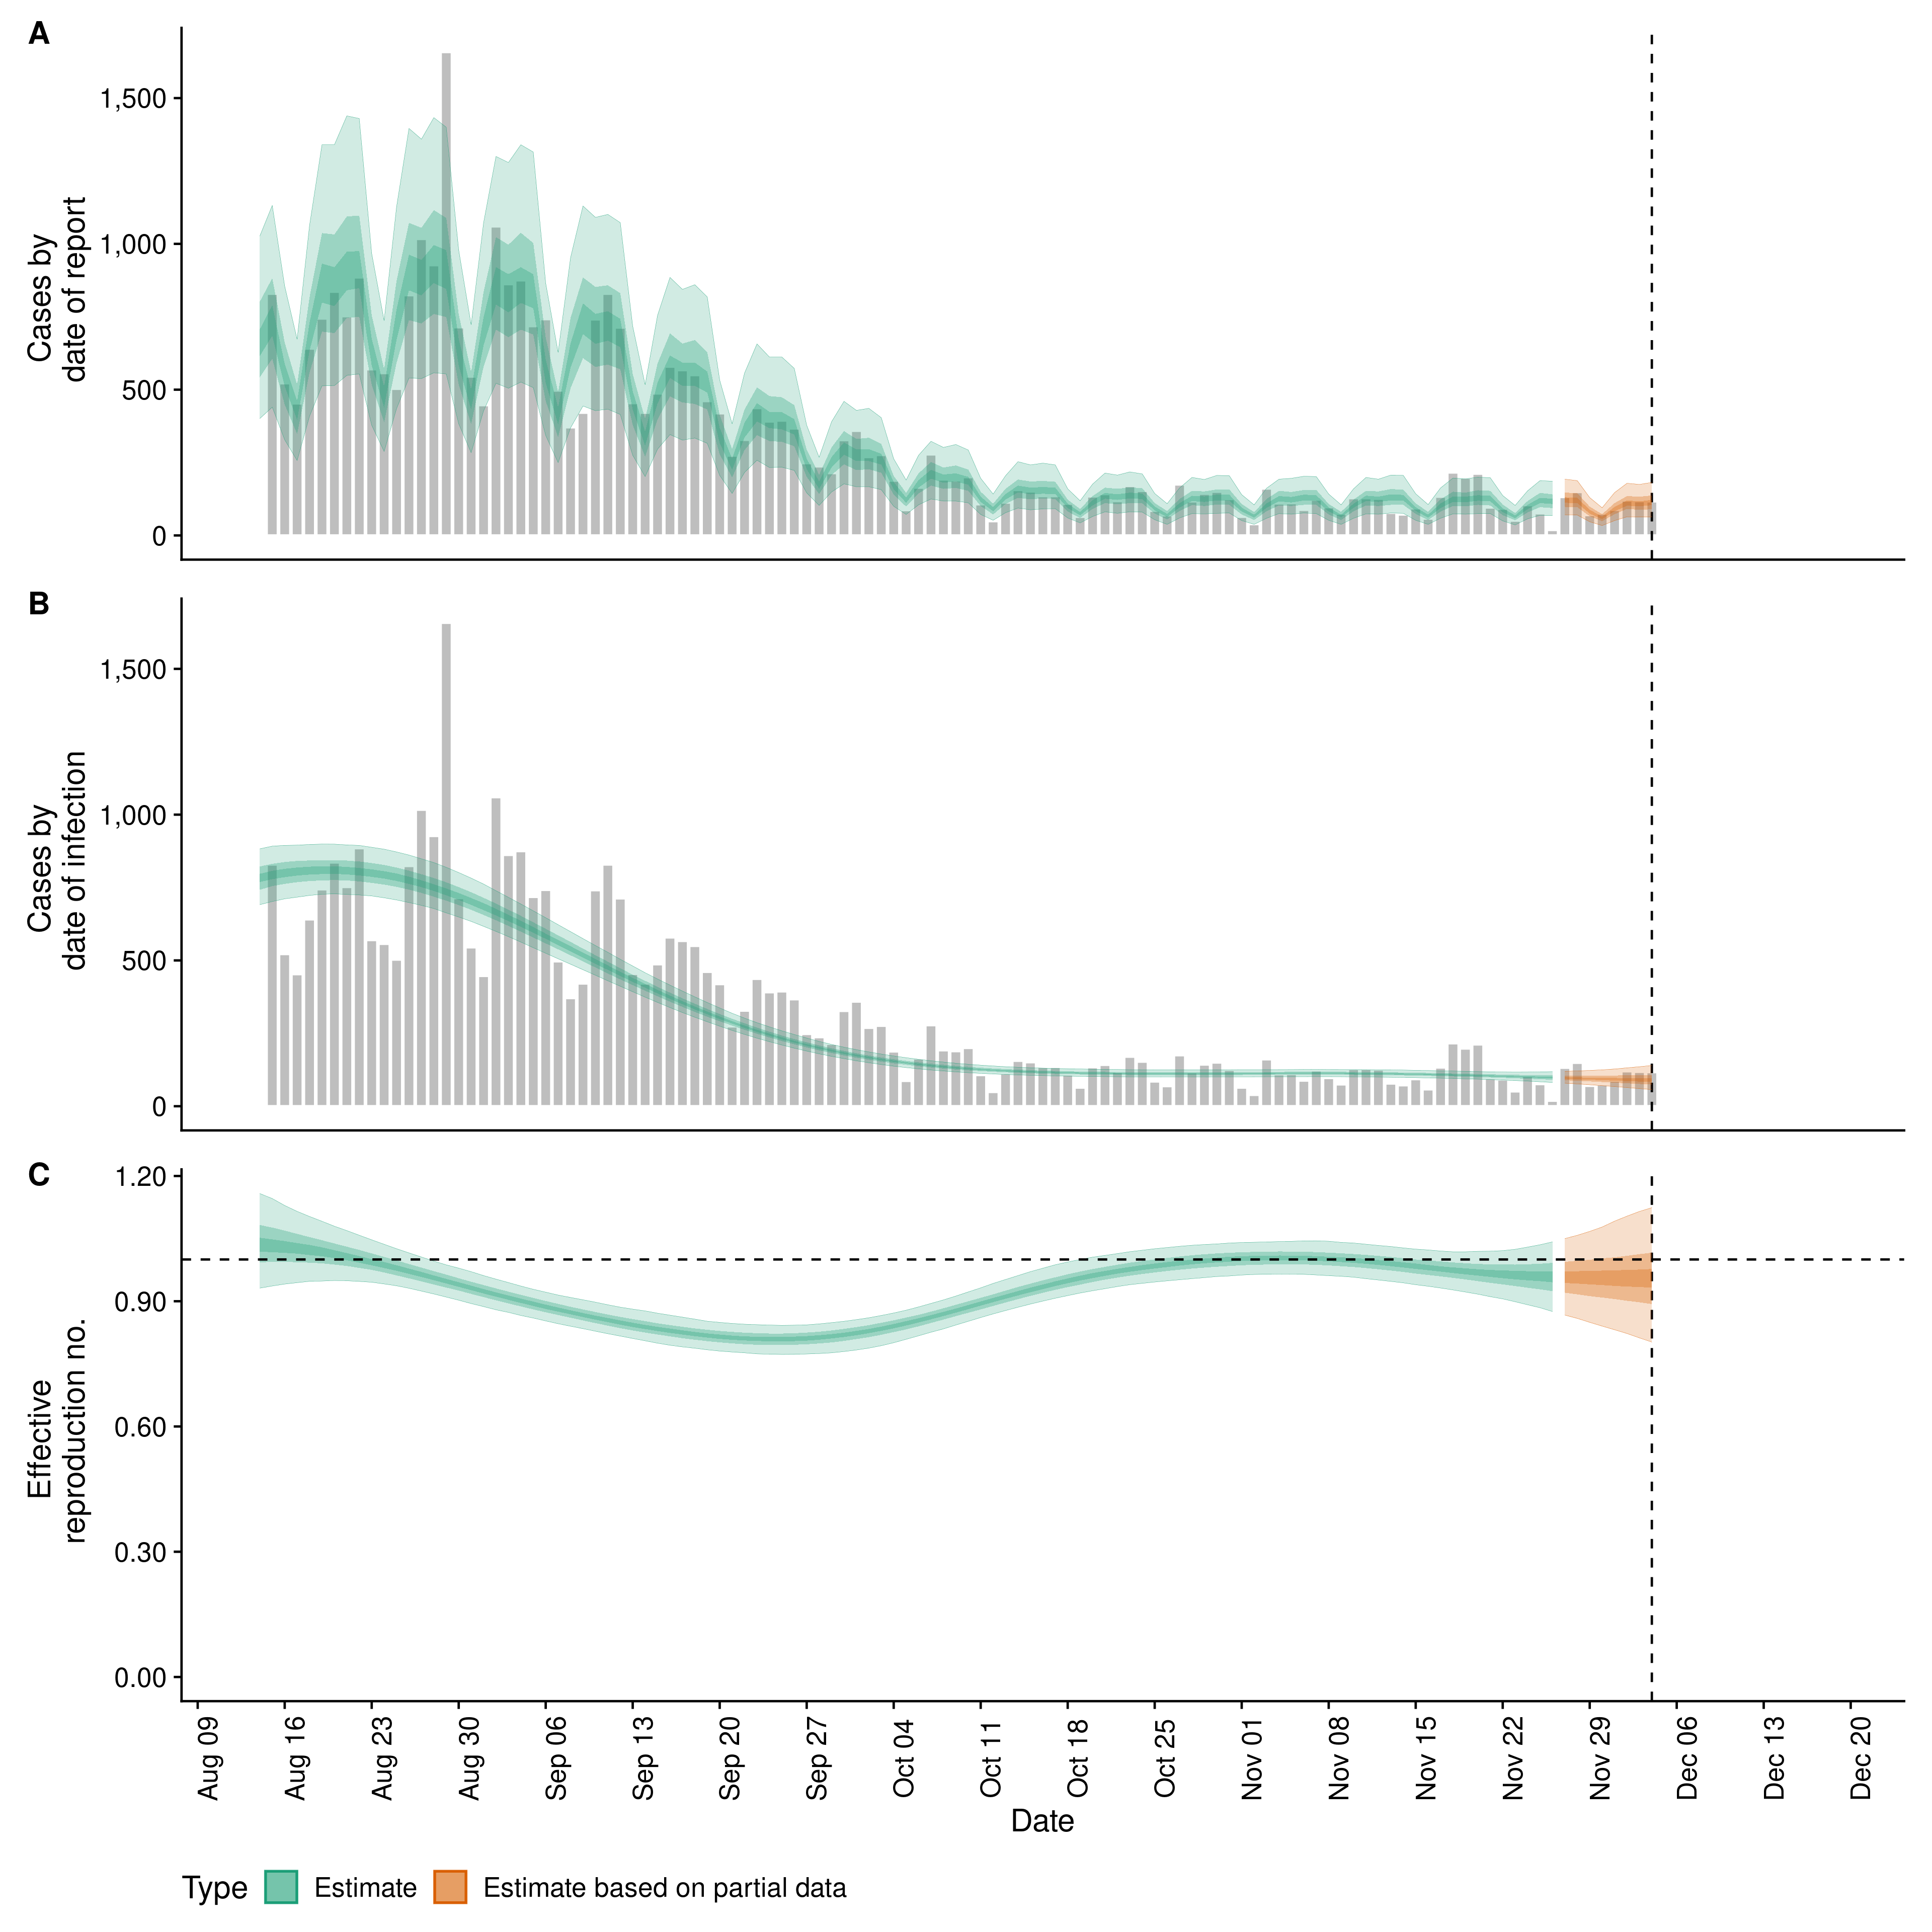 A
Cases by
date of report
1,500
1,000
500
0
B
Cases by
date of infection
1,500
1,000
500
0
C
Effective
reproduction no.
1.20
0.90
0.60
0.30
0.00
Aug 09
Aug 16
Aug 23
Aug 30
Sep 06
Sep 13
Sep 20
Sep 27
Oct 04
Oct 11
Oct 18
Oct 25
Nov 01
Nov 08
Nov 15
Nov 22
Nov 29
Dec 06
Dec 13
Dec 20
Date
Type Estimate Estimate based on partial data